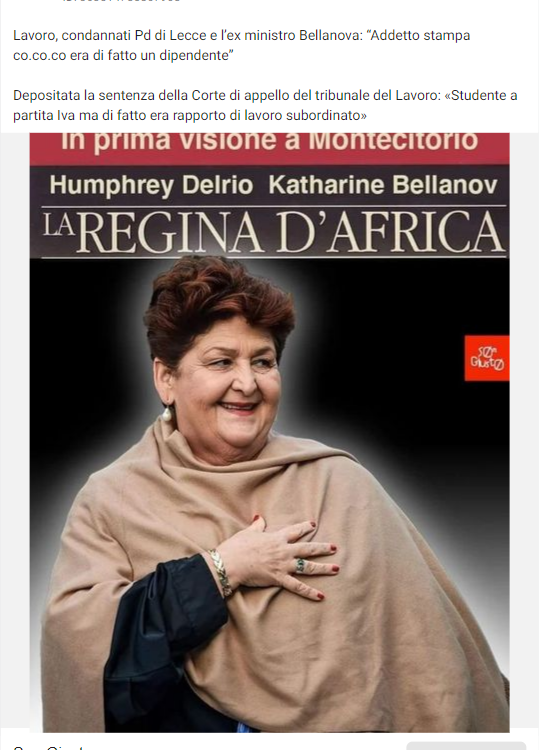 Lavoro, condannati Pd di Lecce e l'ex ministro Bellanova: “Addetto stampa
co.co.co era di fatto un dipendente”
Depositata la sentenza della Corte di appello del tribunale del Lavoro: «Studente a
partita Iva ma di fatto era rapporto di lavoro subordinato»
In prima visione a Montecitorio
Humphrey Delrio Katharine Bellanov
LA REGINA D'AFRICA